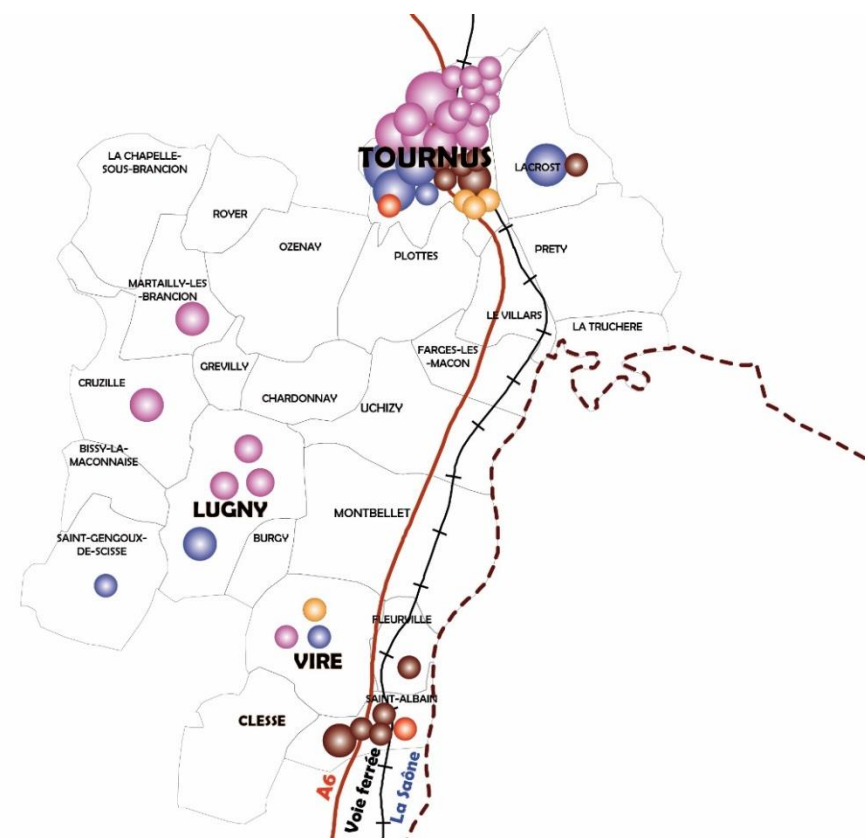 TOURNUS
LACROST
LA CHAPELLE-
SOUS-BRANCION
ROYER
OZENAY
PLOTTES
PRETY
MARTAILLY-LES
-BRANCION
LE VILLARS
LA TRUCHERE
FARGES-LES
-MACON
GREVILLY
CRUZILLE
CHARDONNAY
UCHIZY
BISSY-LA-
MACONNAISE
LUGNY
MONTBELLET
SAINT-GENGOUX-
DE-SCISSE
BURGY
FLEURVILLE
VIRE
SAINT-ALBAIN
CLESSE
A6
Voie ferrée
La Saône